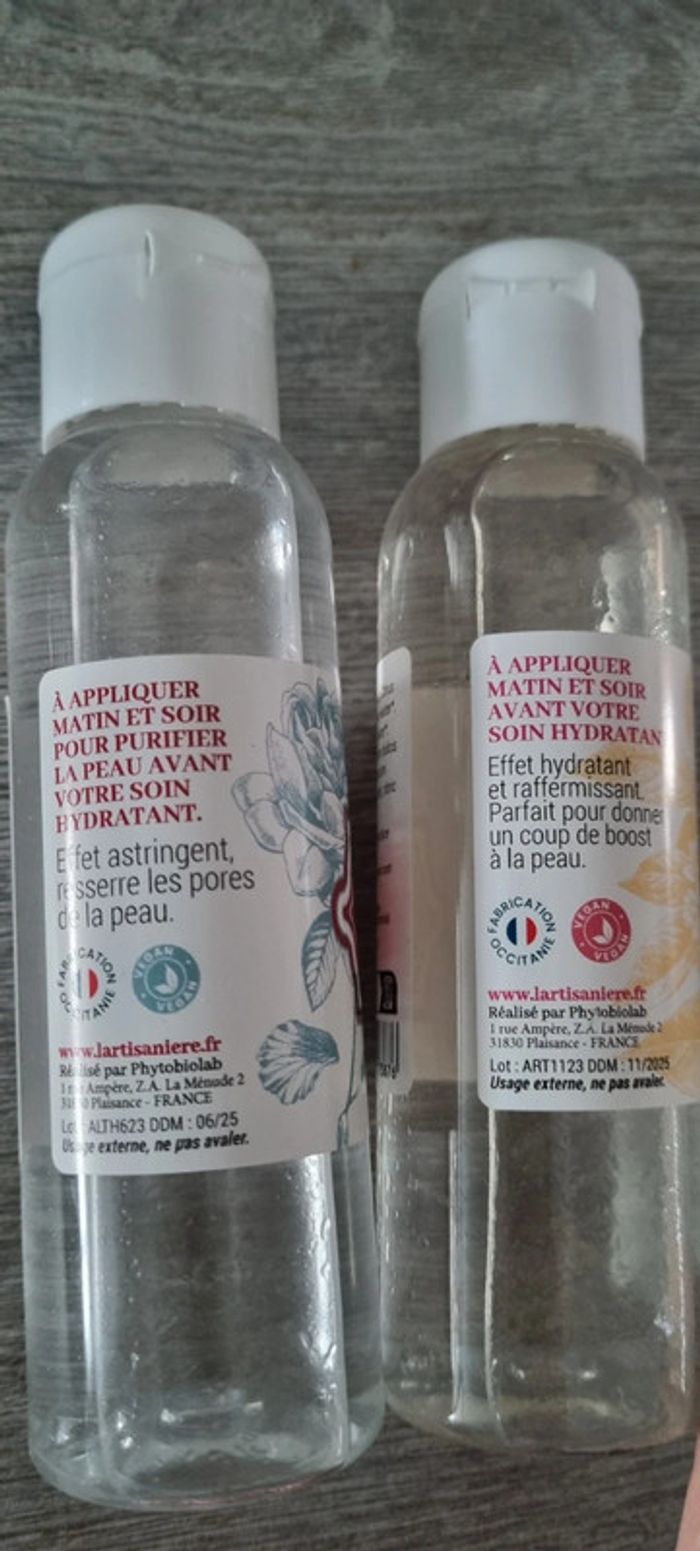 À APPLIQUER
MATIN ET SOIR
POUR PURIFIER
LA PEAU AVANT
VOTRE SOIN
HYDRATANT.
Effet astringent,
resserre les pores
de la peau.
FABRICATION
OCCITANIE
VEGAN
VEGAN
www.lartisaniere.fr
Réalisé par Phytobiolab
1 rue Ampère, Z.A. La Ménude 2
31830 Plaisance - FRANCE
Lot : ALTH623 DDM : 06/25
Usage externe, ne pas avaler.
À APPLIQUER
MATIN ET SOIR
AVANT VOTRE
SOIN HYDRATAN
Effet hydratant
et raffermissant.
Parfait pour donner
un coup de boost
à la peau.
FABRICATION
OCCITANIE
VEGAN
VEGAN
www.lartisaniere.fr
Réalisé par Phytobiolab
1 rue Ampère, Z.A. La Ménude 2
31830 Plaisance - FRANCE
Lot : ART1123 DDM : 11/2025
Usage externe, ne pas avaler.